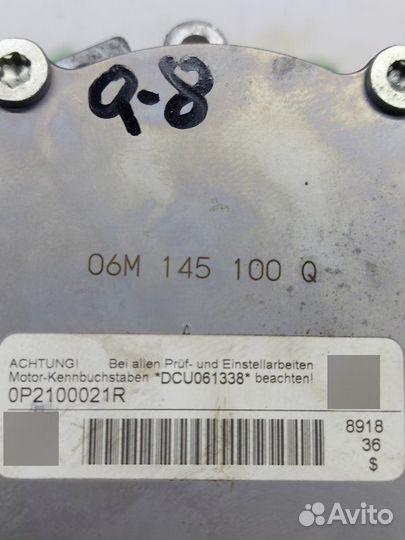 9-8
06M 145 100 Q
ACHTUNG! Bei allen Prüf- und Einstellarbeiten
Motor-Kennbuchstaben *DCU061338* beachten!
0P2100021R
8918
36
$
Avito